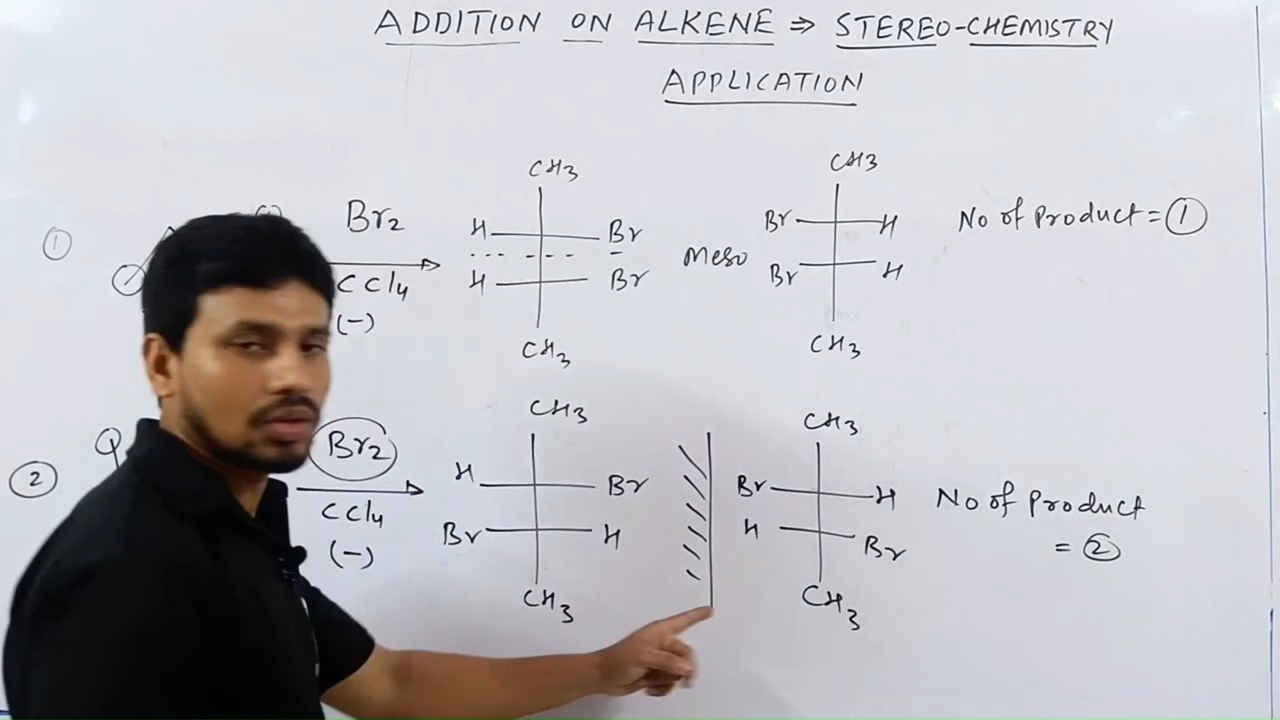 ADDITION ON ALKENE ⇒ STEREO-CHEMISTRY
APPLICATION
①
Br2
CCl4
(-)
CH3
H Br
H Br
CH3
Meso
CH3
Br H
Br H
CH3
No of Product = ①
②
Br2
CCl4
(-)
CH3
H Br
Br H
CH3
CH3
Br H
H Br
CH3
No of Product
= ②